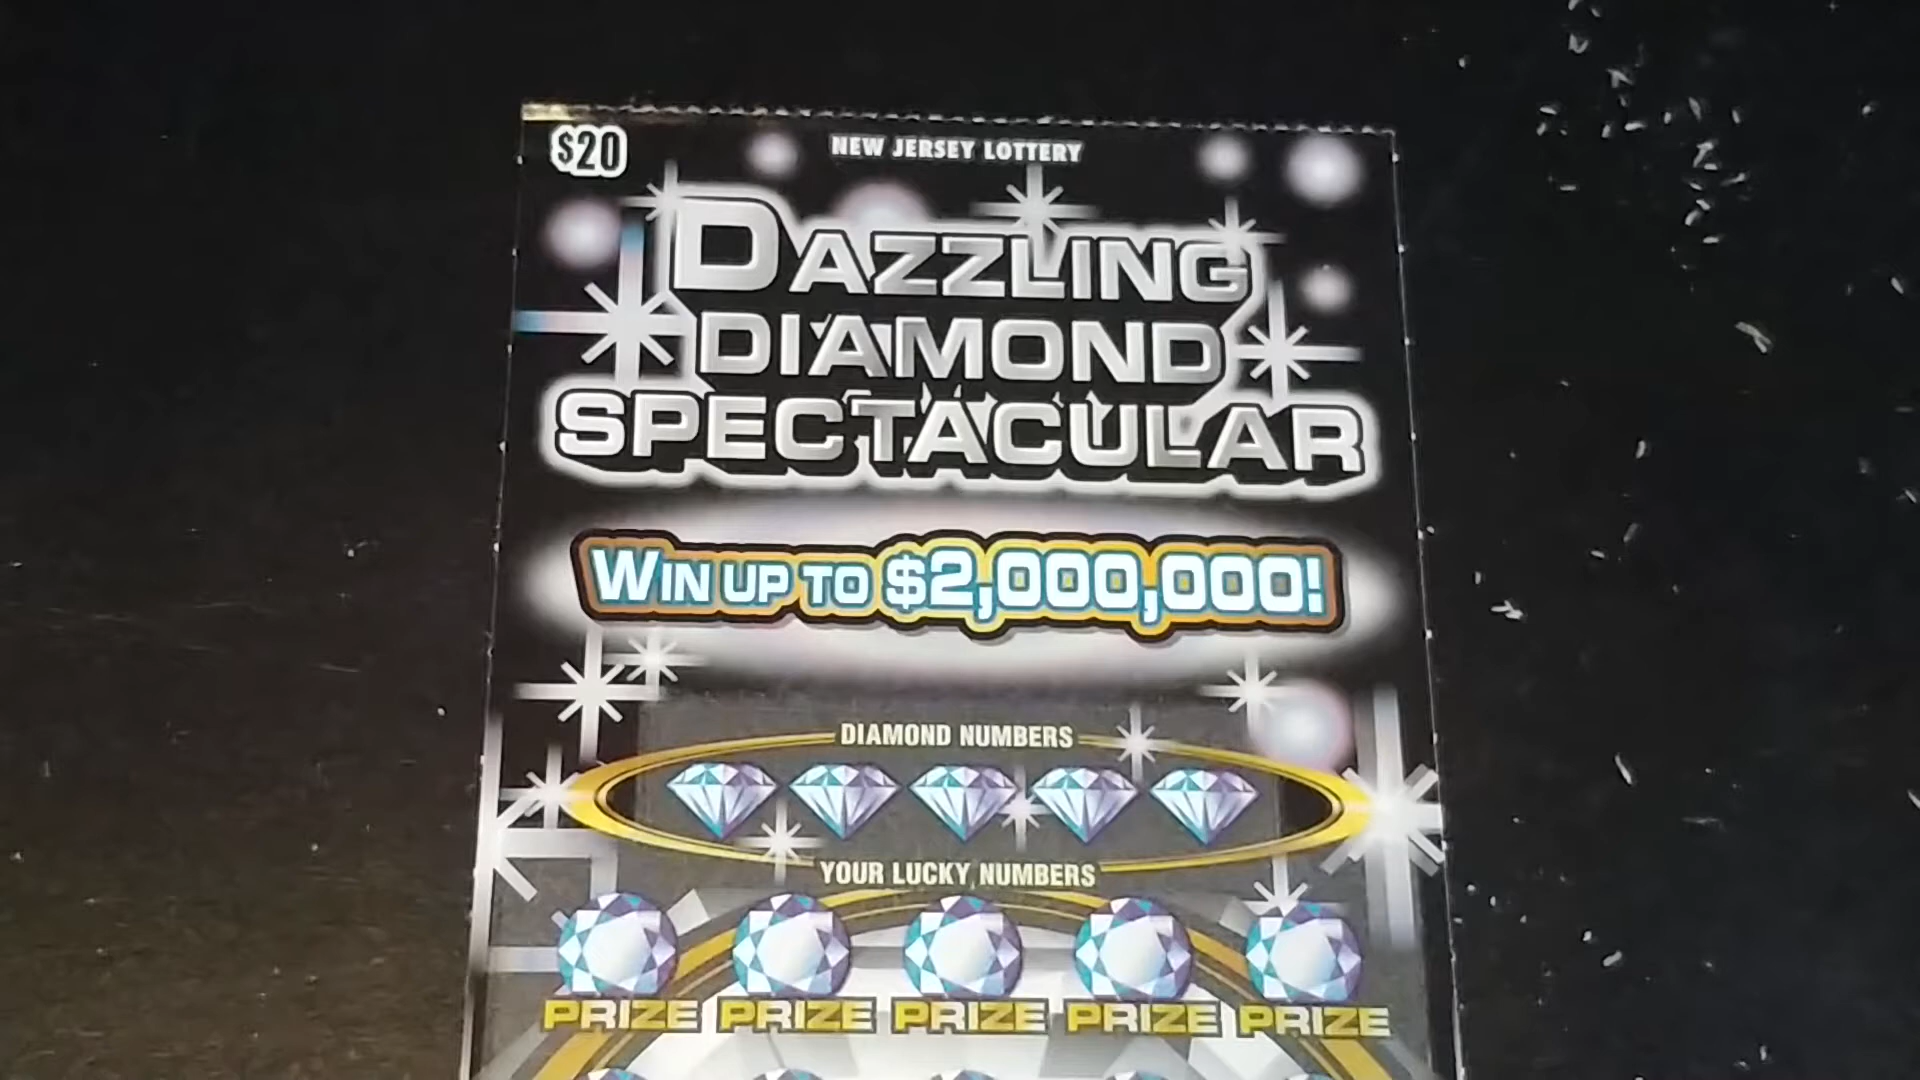 $20
NEW JERSEY LOTTERY
DAZZLING
DIAMOND
SPECTACULAR
WIN UP TO $2,000,000!
DIAMOND NUMBERS
YOUR LUCKY NUMBERS
PRIZE PRIZE PRIZE PRIZE PRIZE